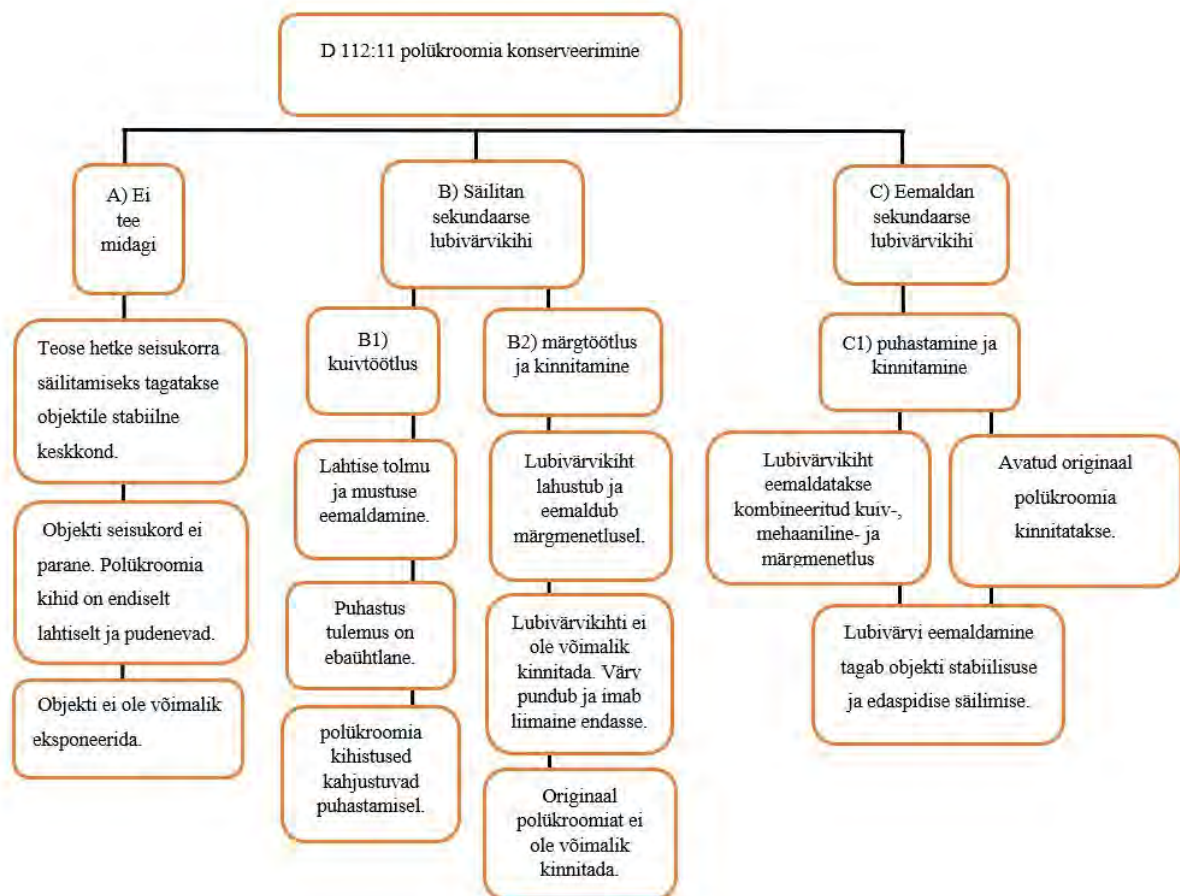 D 112:11 polükroomia konserveerimine
A) Ei
tee
midagi
B) Säilitan
sekundaarse
lubivärvikihi
C) Eemaldan
sekundaarse
lubivärvikihi
Teose hetke seisukorra
säilitamiseks tagatakse
objektile stabiilne
keskkond.
Objekti seisukord ei
parane. Polükroomia
kihid on endiselt
lahtiselt ja pudenevad.
Objekti ei ole võimalik
eksponeerida.
B1)
kuivtöötlus
Lahtise tolmu
ja mustuse
eemaldamine.
Puhastus
tulemus on
ebaühtlane.
polükroomia
kihistused
kahjustuvad
puhastamisel.
B2) märgtöötlus
ja kinnitamine
Lubivärvikiht
lahustub ja
eemaldub
märgmenetlusel.
Lubivärvikihti ei
ole võimalik
kinnitada. Värv
pundub ja imab
liimaine endasse.
Originaal
polükroomiat ei
ole võimalik
kinnitada.
C1) puhastamine ja
kinnitamine
Lubivärvikiht
eemaldatakse
kombineeritud kuiv-,
mehaaniline- ja
märgmenetlus
Avatud originaal
polükroomia
kinnitatakse.
Lubivärvi eemaldamine
tagab objekti stabiilisuse
ja edaspidise säilimise.